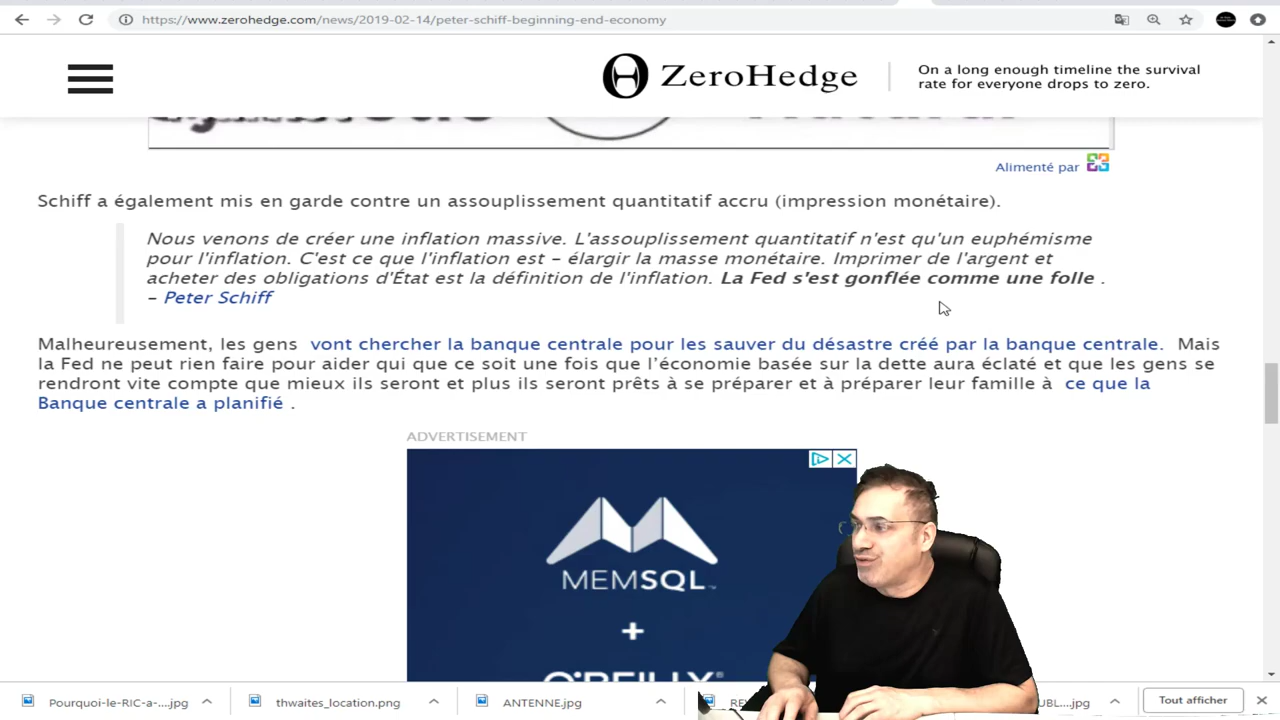 https://www.zerohedge.com/news/2019-02-14/peter-schiff-beginning-end-economy
ZeroHedge
On a long enough timeline the survival
rate for everyone drops to zero.
Alimenté par
Schiff a également mis en garde contre un assouplissement quantitatif accru (impression monétaire).
Nous venons de créer une inflation massive. L'assouplissement quantitatif n'est qu'un euphémisme
pour l'inflation. C'est ce que l'inflation est – élargir la masse monétaire. Imprimer de l'argent et
acheter des obligations d'État est la définition de l'inflation. La Fed s'est gonflée comme une folle .
– Peter Schiff
Malheureusement, les gens vont chercher la banque centrale pour les sauver du désastre créé par la banque centrale. Mais
la Fed ne peut rien faire pour aider qui que ce soit une fois que l’économie basée sur la dette aura éclaté et que les gens se
rendront vite compte que mieux ils seront et plus ils seront prêts à se préparer et à préparer leur famille à ce que la
Banque centrale a planifié .
ADVERTISEMENT
MEMSQL
+
O'REILLY
Pourquoi-le-RIC-a-....jpg
thwaites_location.png
ANTENNE.jpg
Tout afficher